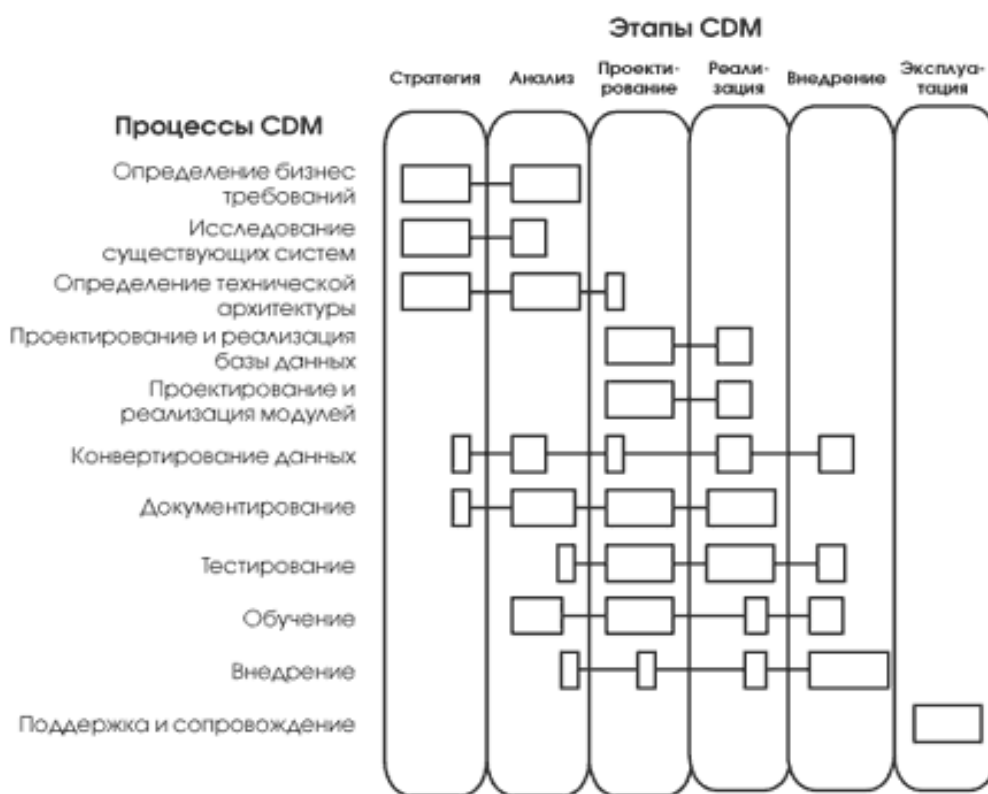 Этапы CDM
Стратегия
Анализ
Проекти-
рование
Реали-
зация
Внедрение
Эксплуа-
тация
Процессы CDM
Определение бизнес
требований
Исследование
существующих систем
Определение технической
архитектуры
Проектирование и реализация
базы данных
Проектирование и
реализация модулей
Конвертирование данных
Документирование
Тестирование
Обучение
Внедрение
Поддержка и сопровождение